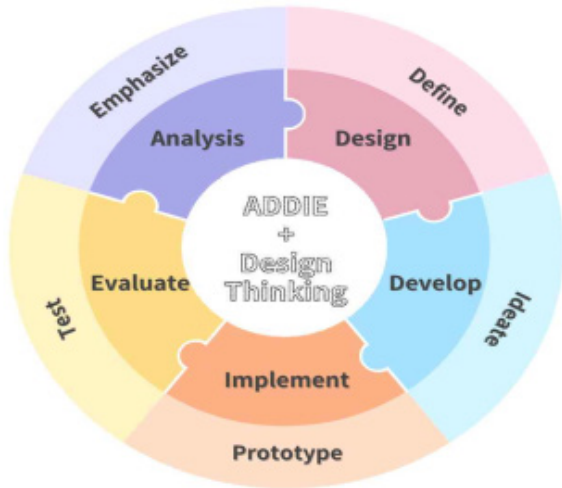 Emphasize
Define
Analysis
Design
ADDIE
+
Design
Thinking
Evaluate
Develop
Test
Ideate
Implement
Prototype